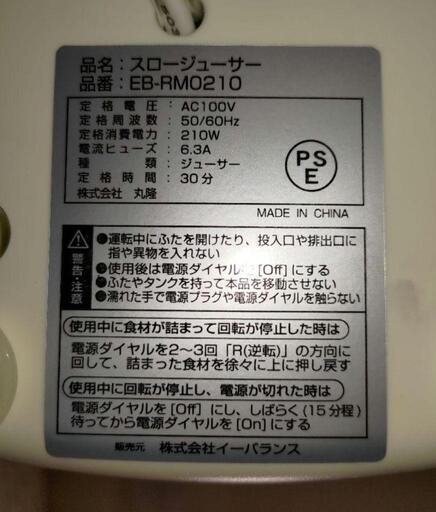 品名：スロージューサー
品番：EB-RM0210
定格電圧：AC100V
定格周波数：50/60Hz
定格消費電力：210W
電流ヒューズ：6.3A
種類：ジューサー
定格時間：30分
株式会社 丸隆
PS
E
MADE IN CHINA
警告・注意
●運転中にふたを開けたり、投入口や排出口に
指や異物を入れない
●使用後は電源ダイヤルを[Off]にする
●ふたやタンクを持って本品を移動させない
●濡れた手で電源プラグや電源ダイヤルを触らない
使用中に食材が詰まって回転が停止した時は
電源ダイヤルを2〜3回「R(逆転)」の方向に
回して、詰まった食材を徐々に上に押し戻す
使用中に回転が停止し、電源が切れた時は
電源ダイヤルを[Off]にし、しばらく(15分程)
待ってから電源ダイヤルを[On]にする
販売元 株式会社イーバランス